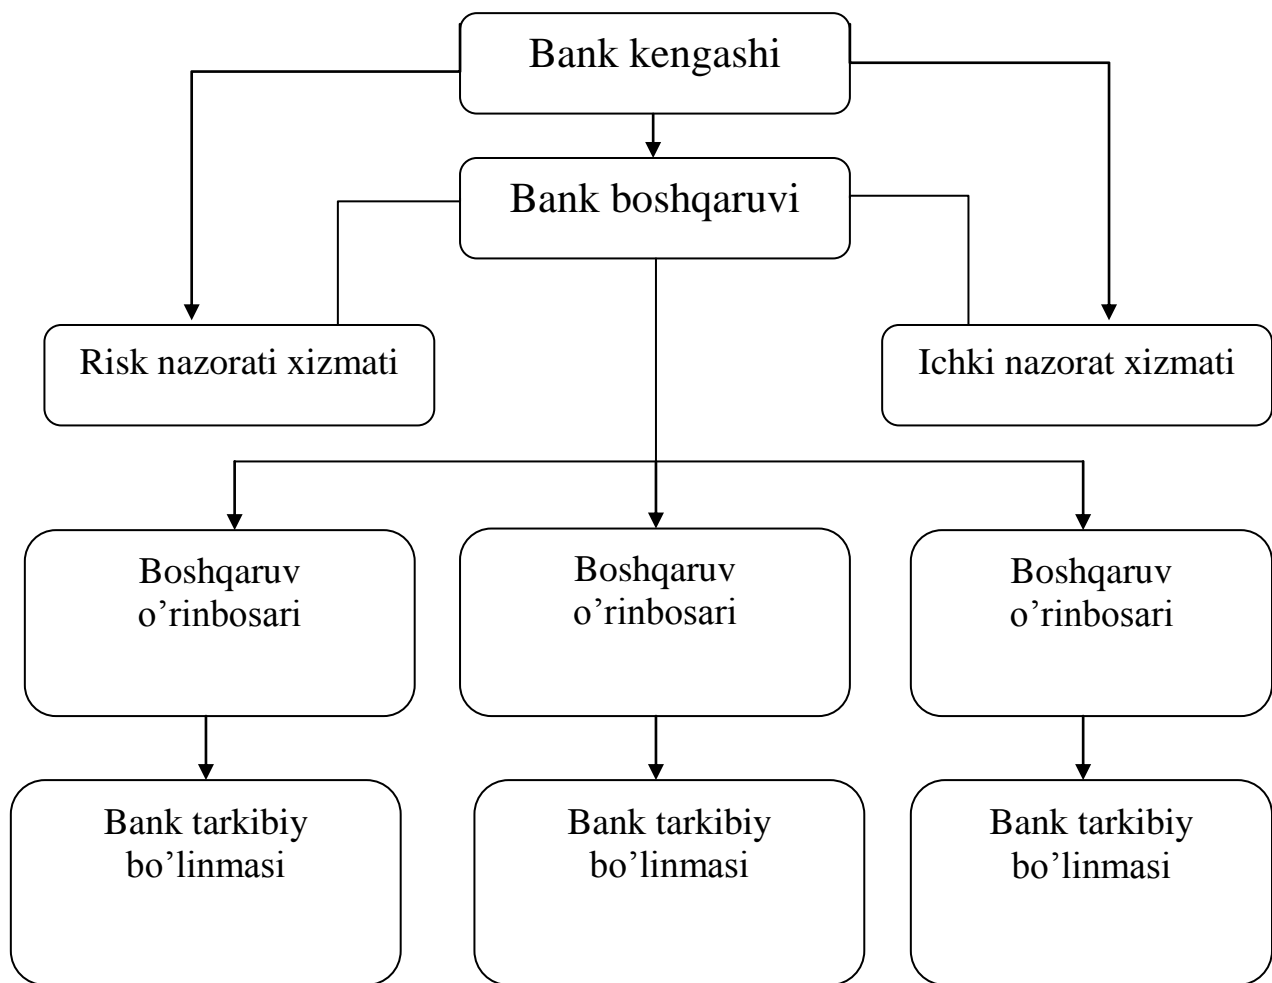 Bank kengashi
Bank boshqaruvi
Risk nazorati xizmati
Ichki nazorat xizmati
Boshqaruv
o’rinbosari
Boshqaruv
o’rinbosari
Boshqaruv
o’rinbosari
Bank tarkibiy
bo’linmasi
Bank tarkibiy
bo’linmasi
Bank tarkibiy
bo’linmasi